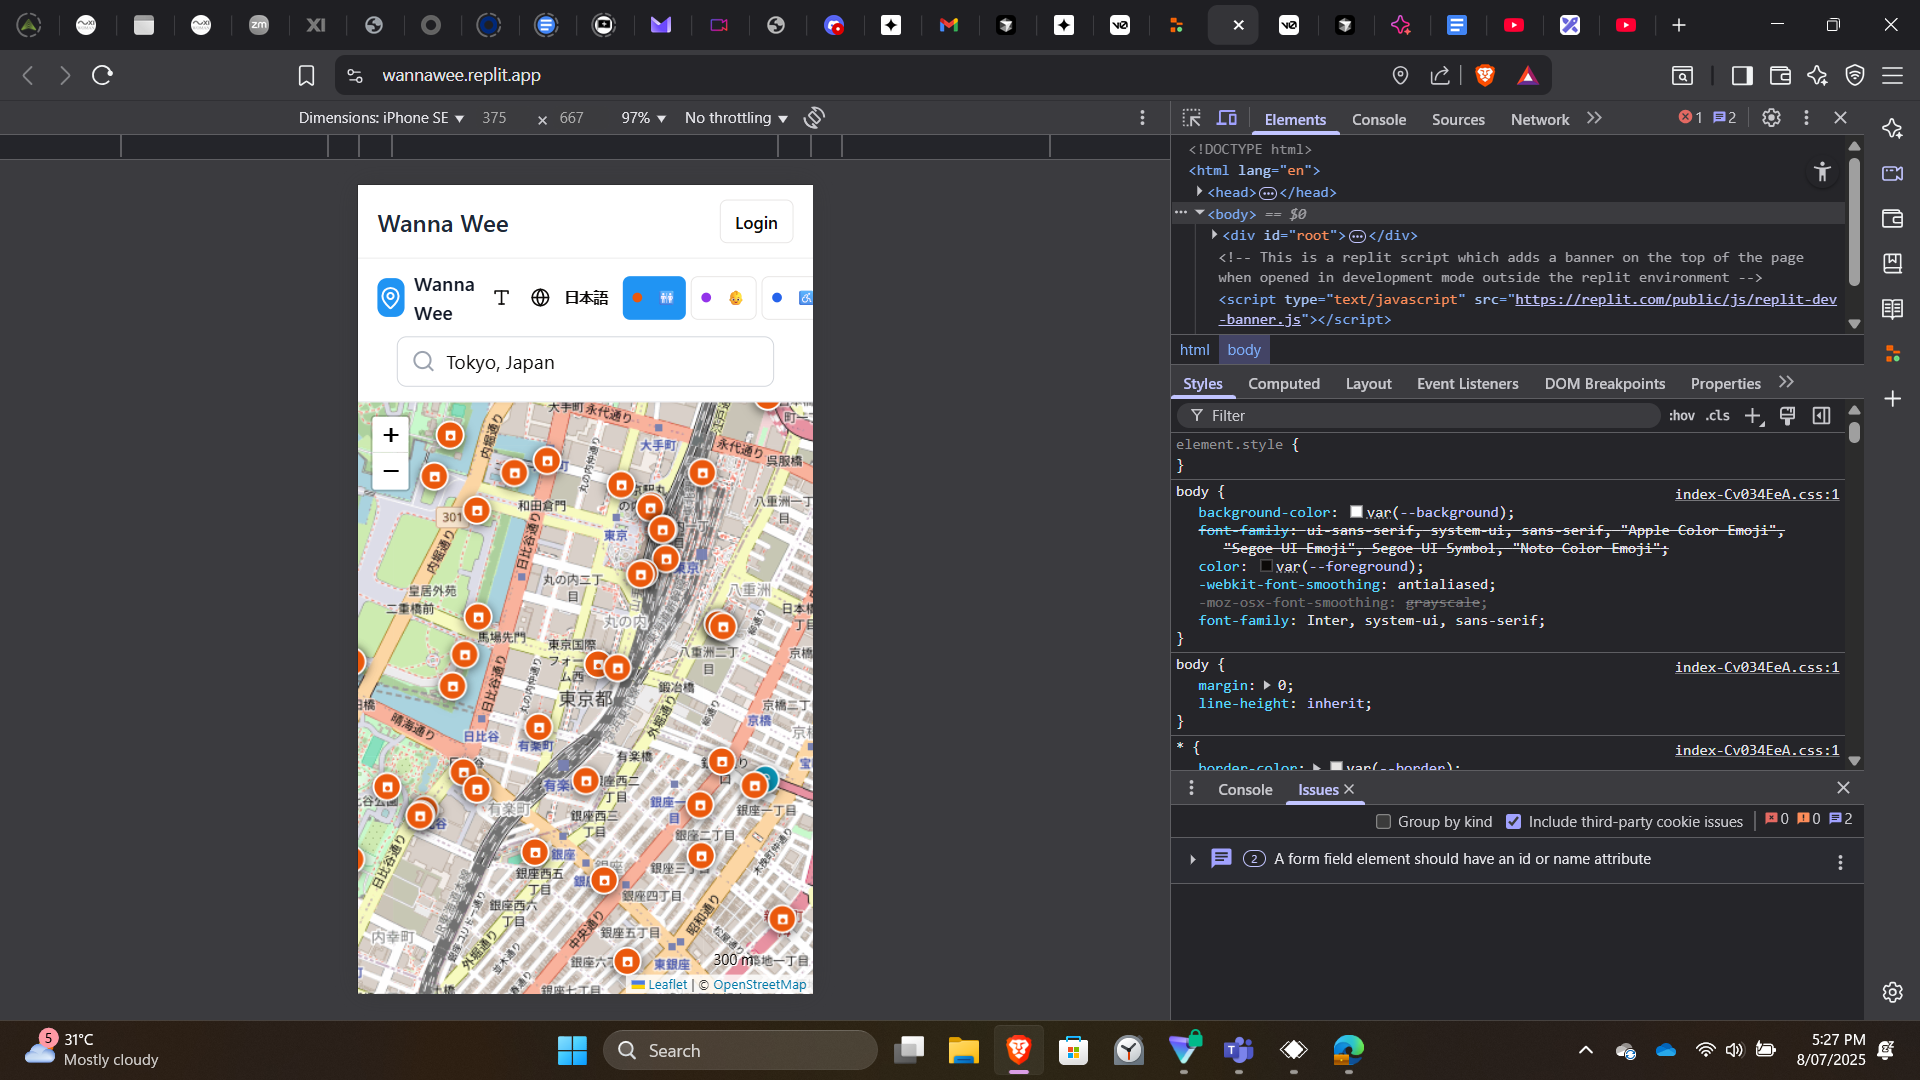 zm
XI
wannawee.replit.app
Dimensions: iPhone SE 375 × 667 97% No throttling
Elements Console Sources Network 1 2
<!DOCTYPE html>
<html lang="en">
<head> </head>
<body> == $0
<div id="root"> </div>
<!-- This is a replit script which adds a banner on the top of the page
when opened in development mode outside the replit environment -->
<script type="text/javascript" src="https://replit.com/public/js/replit-dev
-banner.js"></script>
html body
Styles Computed Layout Event Listeners DOM Breakpoints Properties
Filter :hov .cls
element.style {
}
body { index-Cv034EeA.css:1
background-color: var(--background);
font-family: ui-sans-serif, system-ui, sans-serif, "Apple Color Emoji",
"Segoe UI Emoji", Segoe UI Symbol, "Noto Color Emoji";
color: var(--foreground);
-webkit-font-smoothing: antialiased;
-moz-osx-font-smoothing: grayscale;
font-family: Inter, system-ui, sans-serif;
}
body { index-Cv034EeA.css:1
margin: 0;
line-height: inherit;
}
* { index-Cv034EeA.css:1
border-color: var(--border);
Console Issues
Group by kind Include third-party cookie issues 0 0 2
2 A form field element should have an id or name attribute
Wanna Wee Login
Wanna
Wee
日本語
Tokyo, Japan
+
−
大手町
永代通り
内堀通り
大手町
永代通り
呉服橋
和田倉門
301
八重洲一丁
目
日比谷通り
内堀通り
東京
東京
丸の内二丁
目
皇居外苑
二重橋前
八重洲
丸の内
馬場先門
東京国際
フォー
ム西
八重洲二丁
目
東京都
鍛冶橋
外堀通り
京橋
晴海通り
日比谷
有楽町
有楽橋
銀座西二
丁目
有楽町
銀座西三
丁目
銀座一丁目
銀座二丁目
銀座
銀座西五
丁目
銀座四丁目
銀座西六
丁目
昭和通り
内幸町
外堀通り
中央通り
銀座五丁目
東銀座
銀座七丁目
300 m
Leaflet | © OpenStreetMap
5
31°C
Mostly cloudy
Search
5:27 PM
8/07/2025